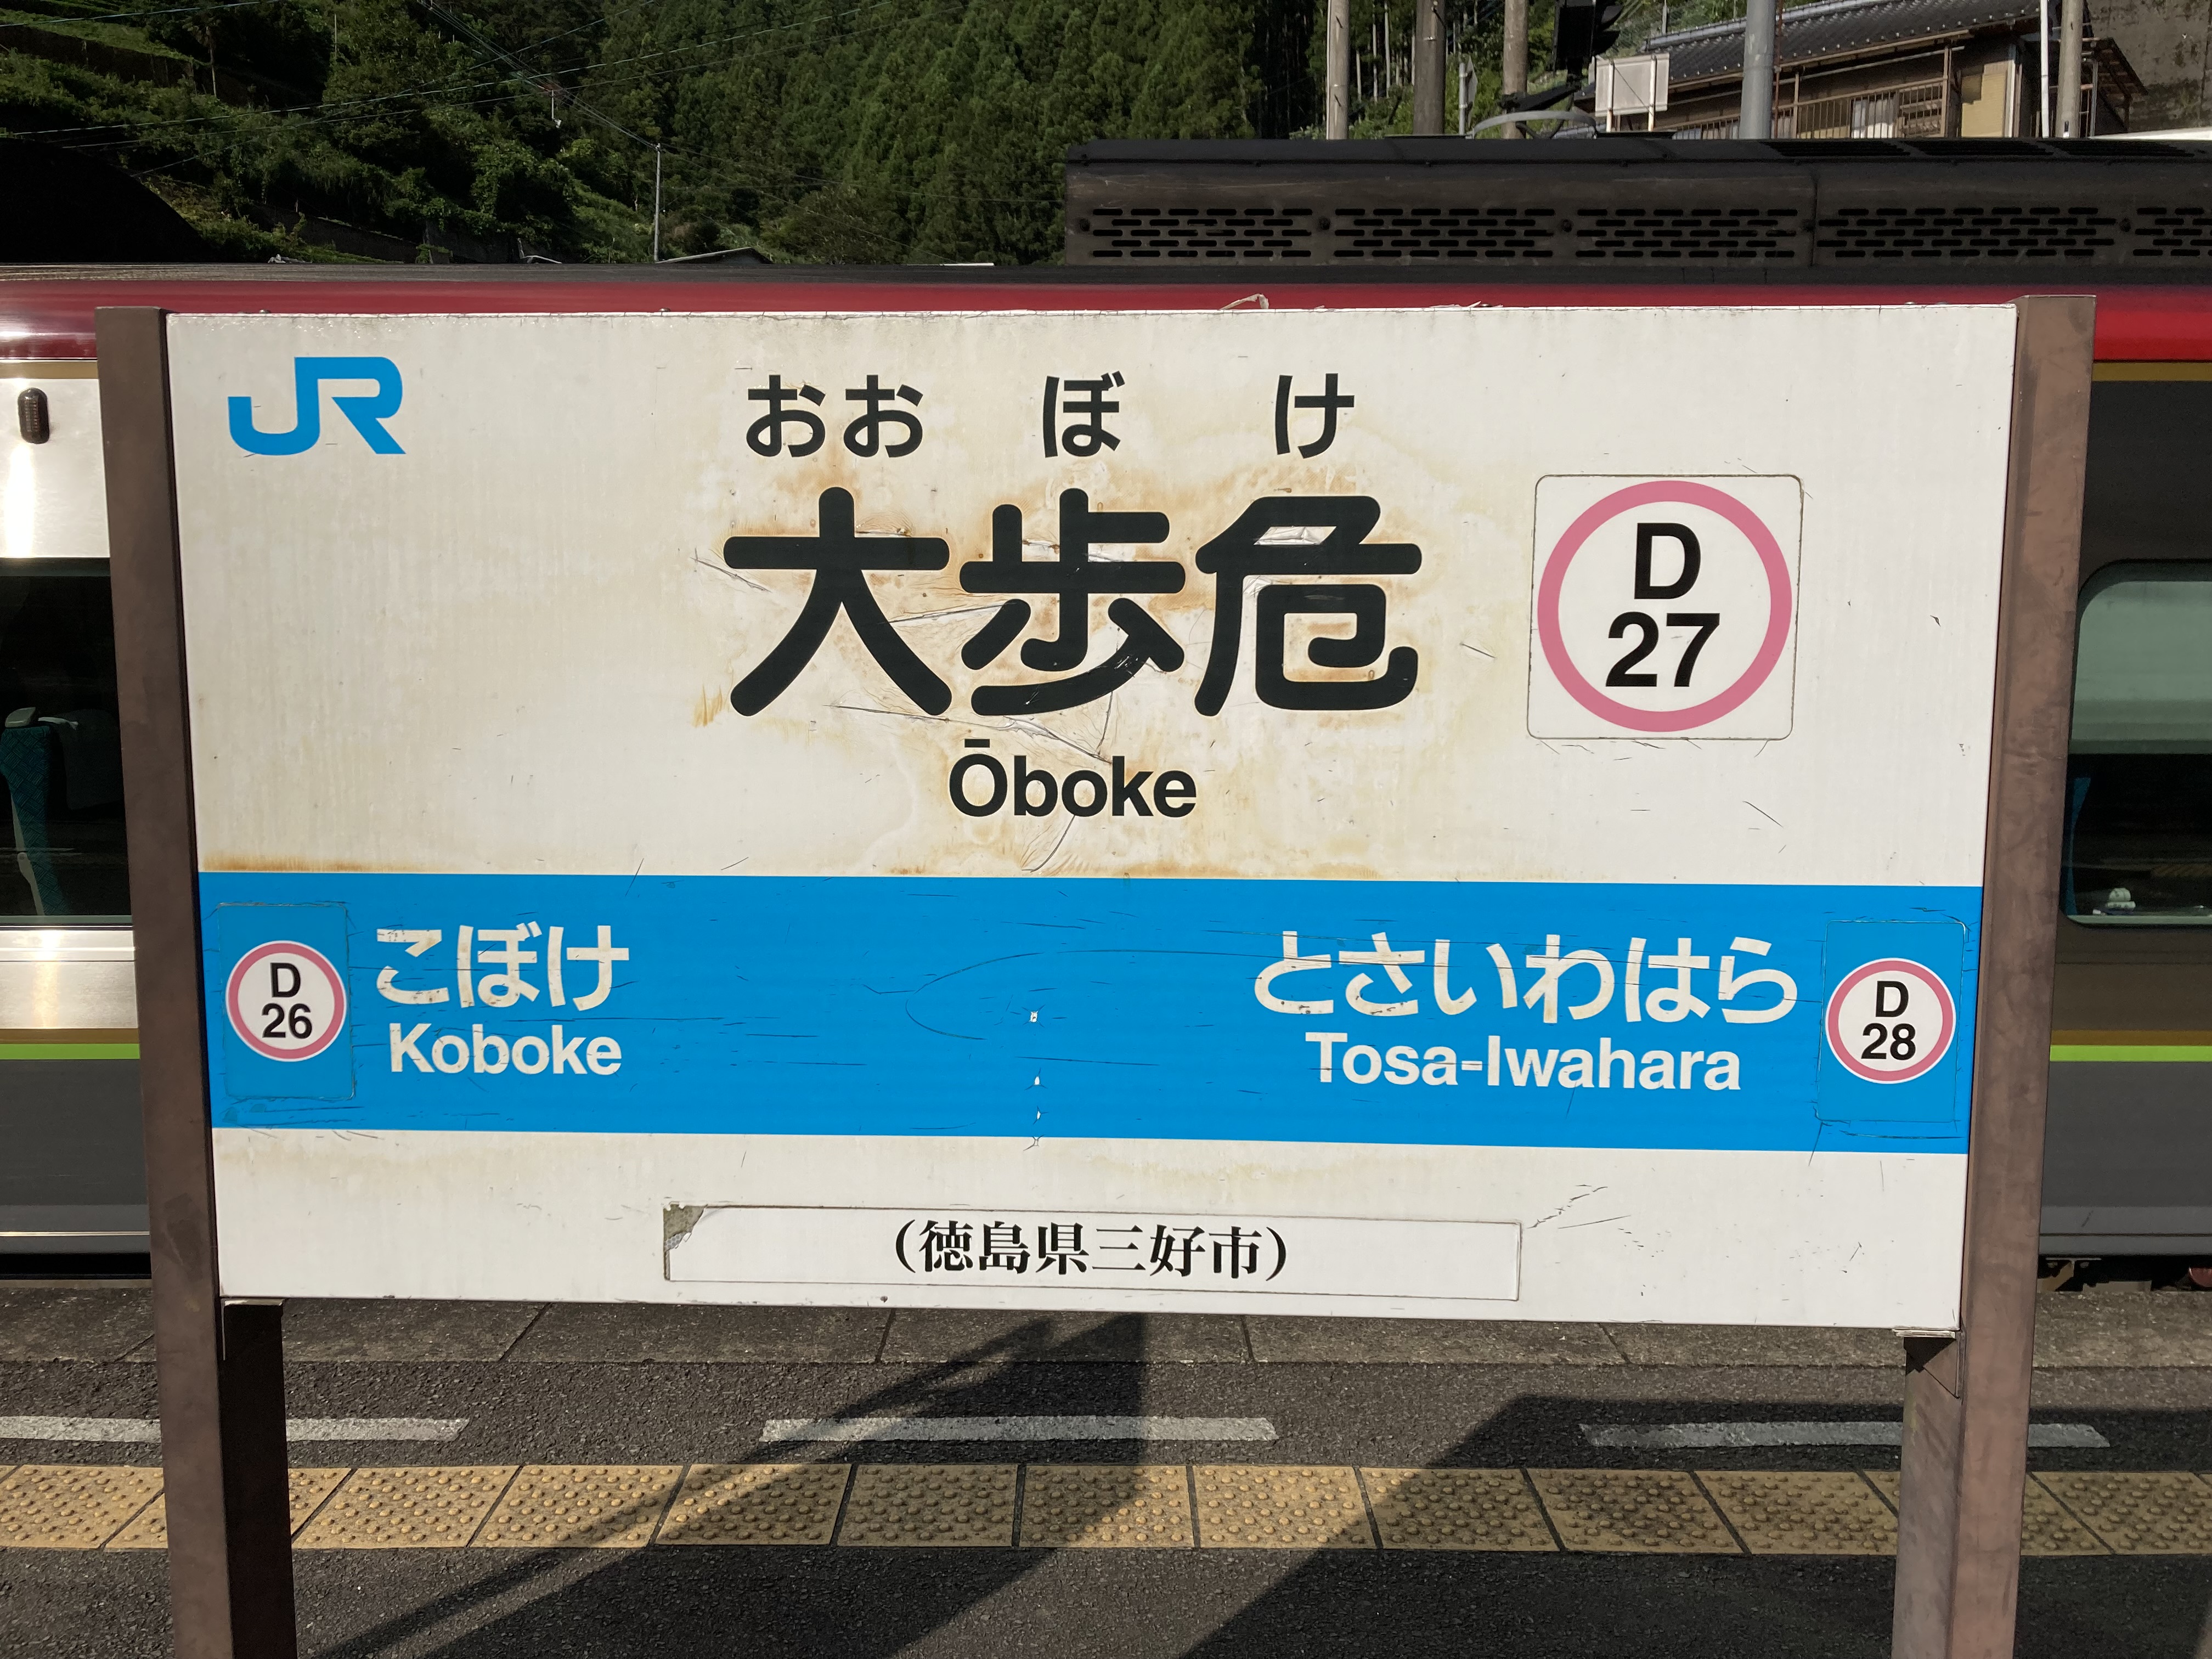 JR
おおぼけ
大歩危
D
27
Ōboke
D
26
こぼけ
Koboke
とさいわはら
Tosa-Iwahara
D
28
(徳島県三好市)